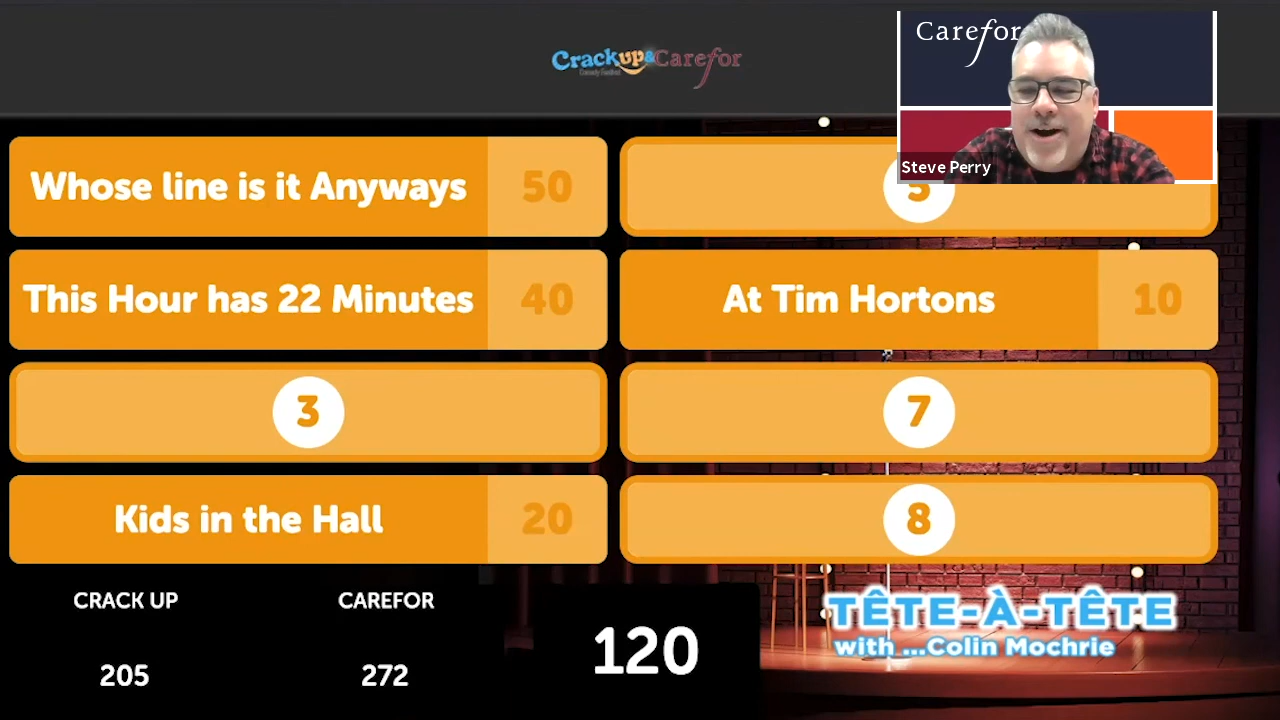 Crackup&Carefor
Comedy Festival
Carefor
Steve Perry
Whose line is it Anyways 50
5
This Hour has 22 Minutes 40
At Tim Hortons 10
3
7
Kids in the Hall 20
8
CRACK UP
CAREFOR
205
272
120
TÊTE-À-TÊTE
with ...Colin Mochrie